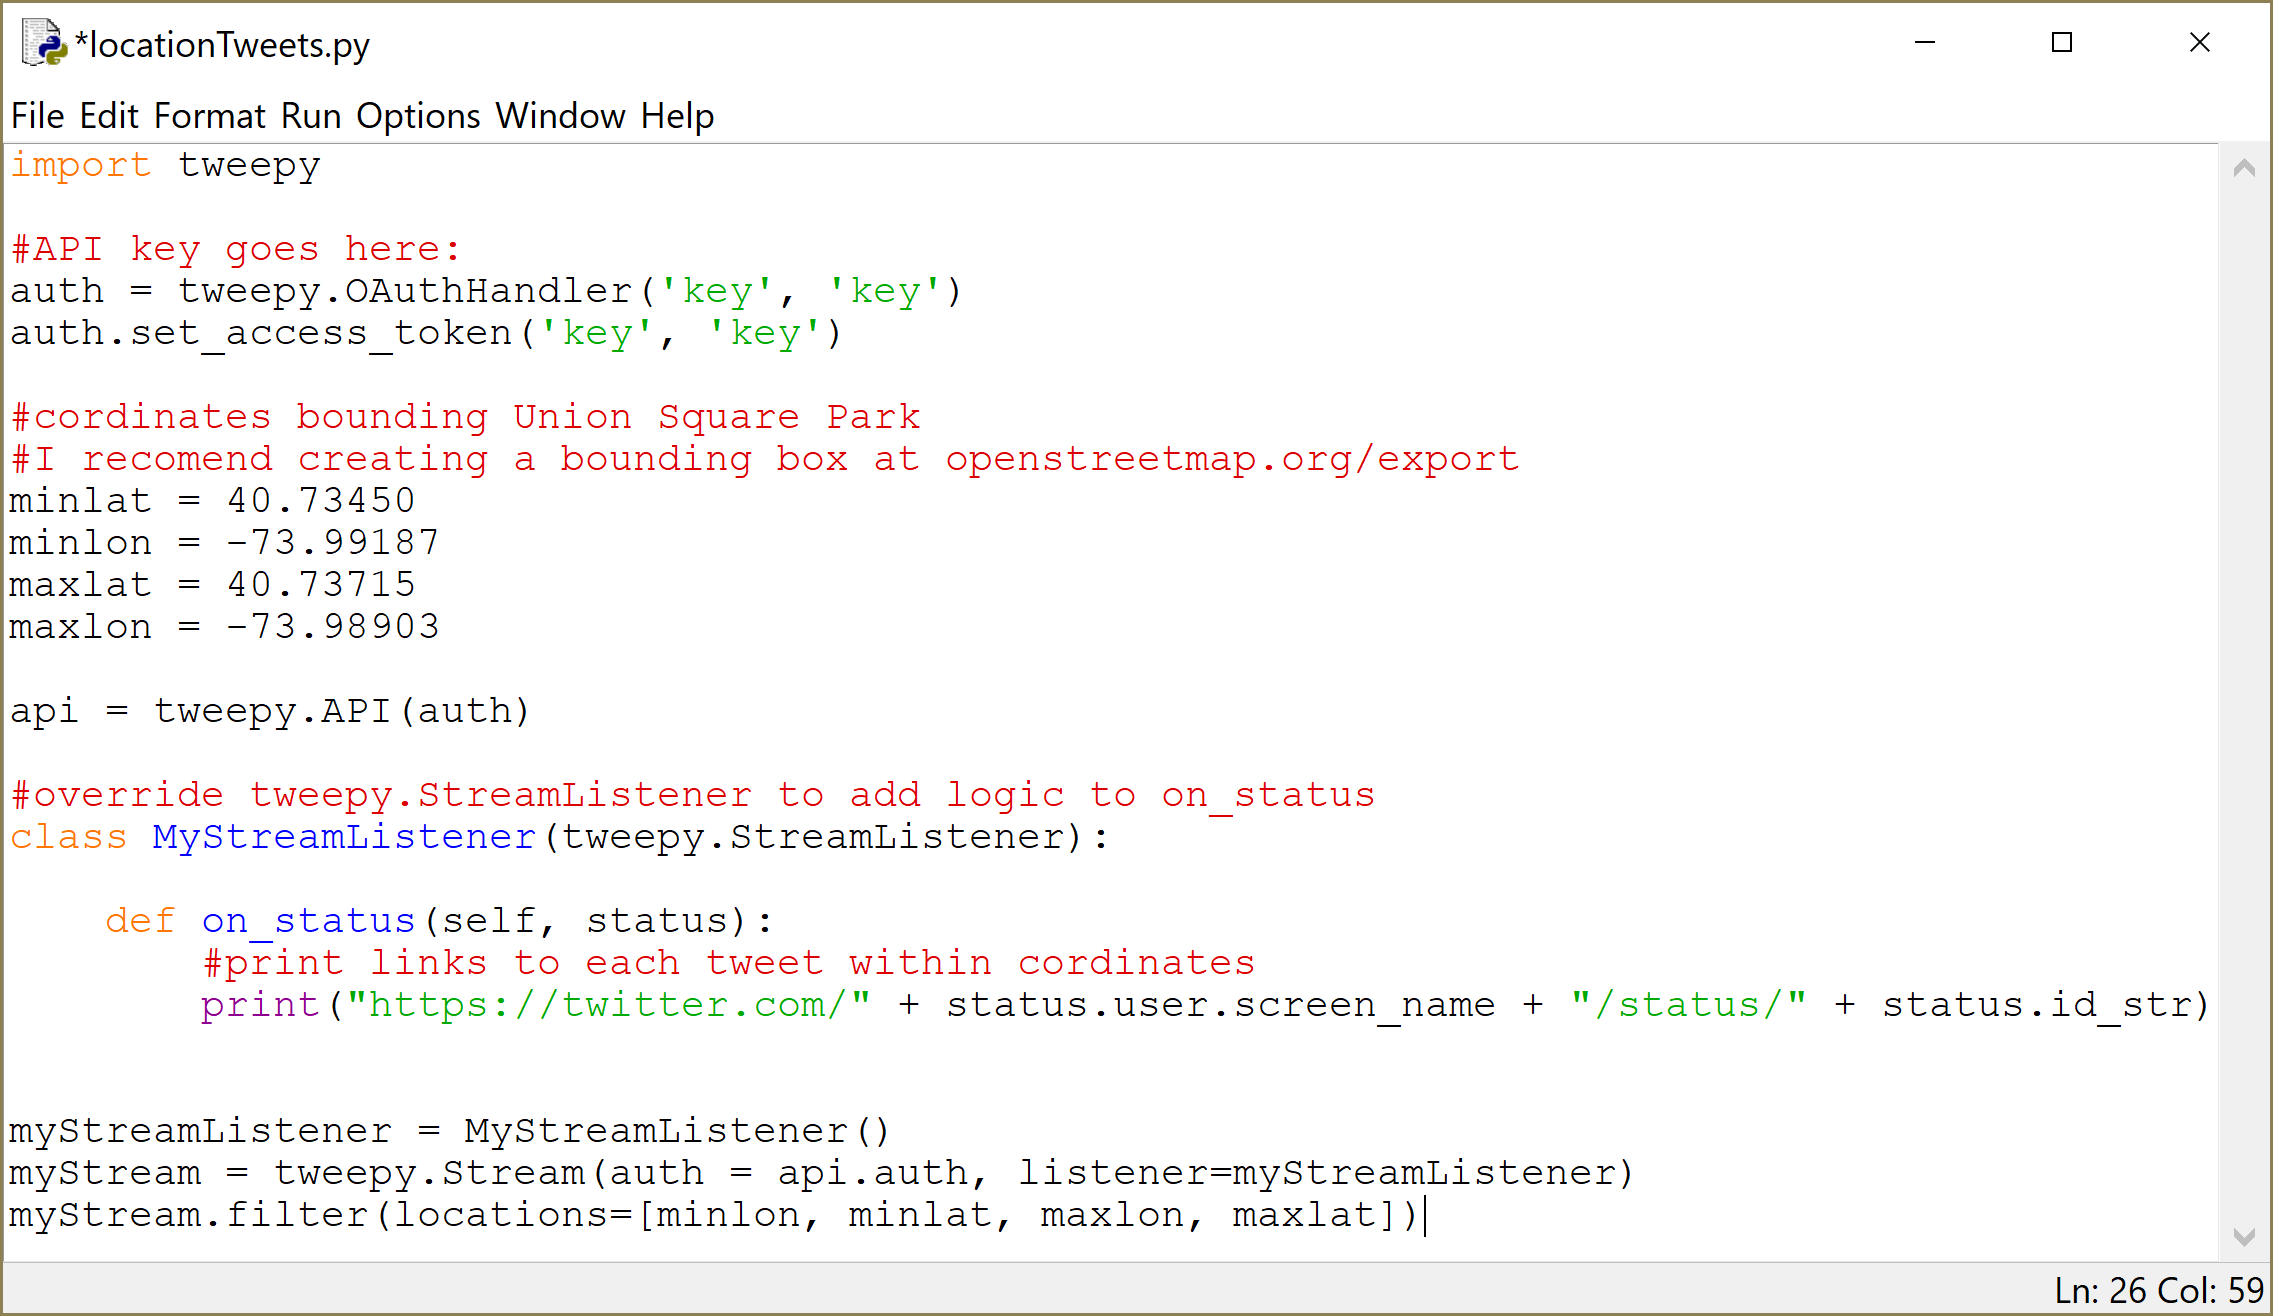 *locationTweets.py
File Edit Format Run Options Window Help
import tweepy
#API key goes here:
auth = tweepy.OAuthHandler('key', 'key')
auth.set_access_token('key', 'key')
#cordinates bounding Union Square Park
#I recomend creating a bounding box at openstreetmap.org/export
minlat = 40.73450
minlon = -73.99187
maxlat = 40.73715
maxlon = -73.98903
api = tweepy.API(auth)
#override tweepy.StreamListener to add logic to on_status
class MyStreamListener(tweepy.StreamListener):
    def on_status(self, status):
        #print links to each tweet within cordinates
        print("https://twitter.com/" + status.user.screen_name + "/status/" + status.id_str)
myStreamListener = MyStreamListener()
myStream = tweepy.Stream(auth = api.auth, listener=myStreamListener)
myStream.filter(locations=[minlon, minlat, maxlon, maxlat])
Ln: 26 Col: 59